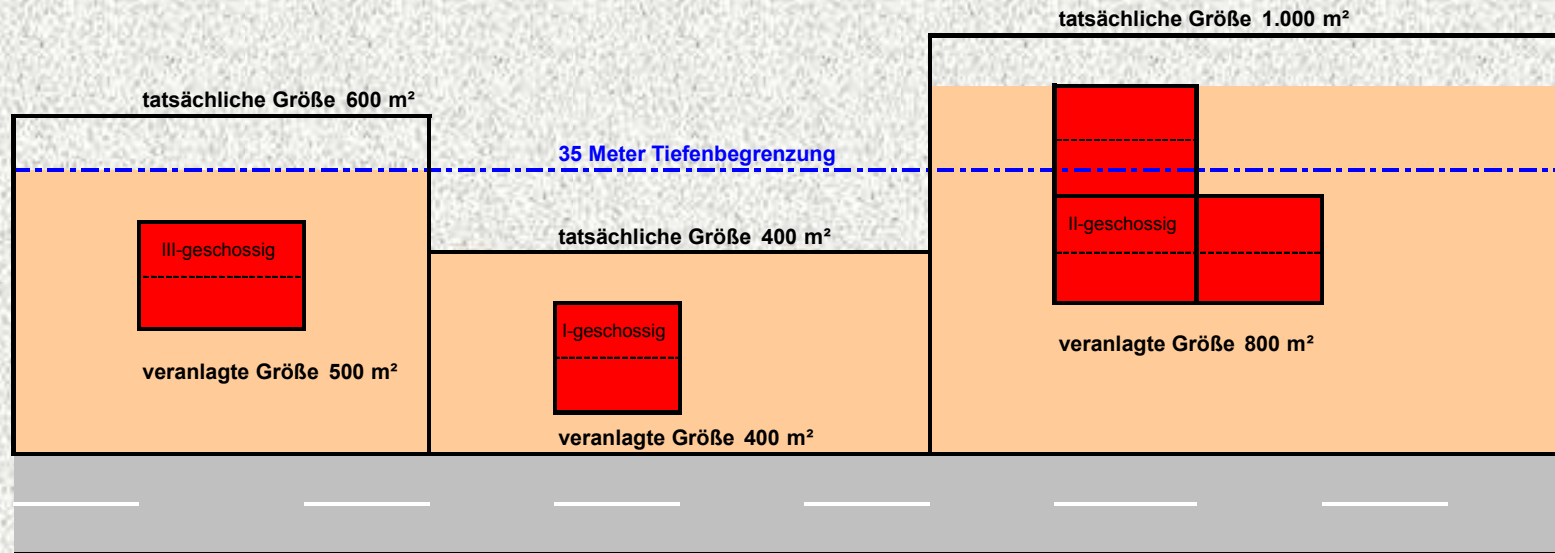 tatsächliche Größe 1.000 m²
tatsächliche Größe 600 m²
35 Meter Tiefenbegrenzung
tatsächliche Größe 400 m²
III-geschossig
II-geschossig
I-geschossig
veranlagte Größe 800 m²
veranlagte Größe 500 m²
veranlagte Größe 400 m²